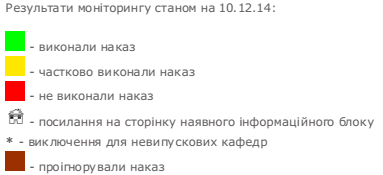 Результати моніторингу станом на 10.12.14:
- виконали наказ
- частково виконали наказ
- не виконали наказ
- посилання на сторінку наявного інформаційного блоку
* - виключення для невипускових кафедр
- проігнорували наказ